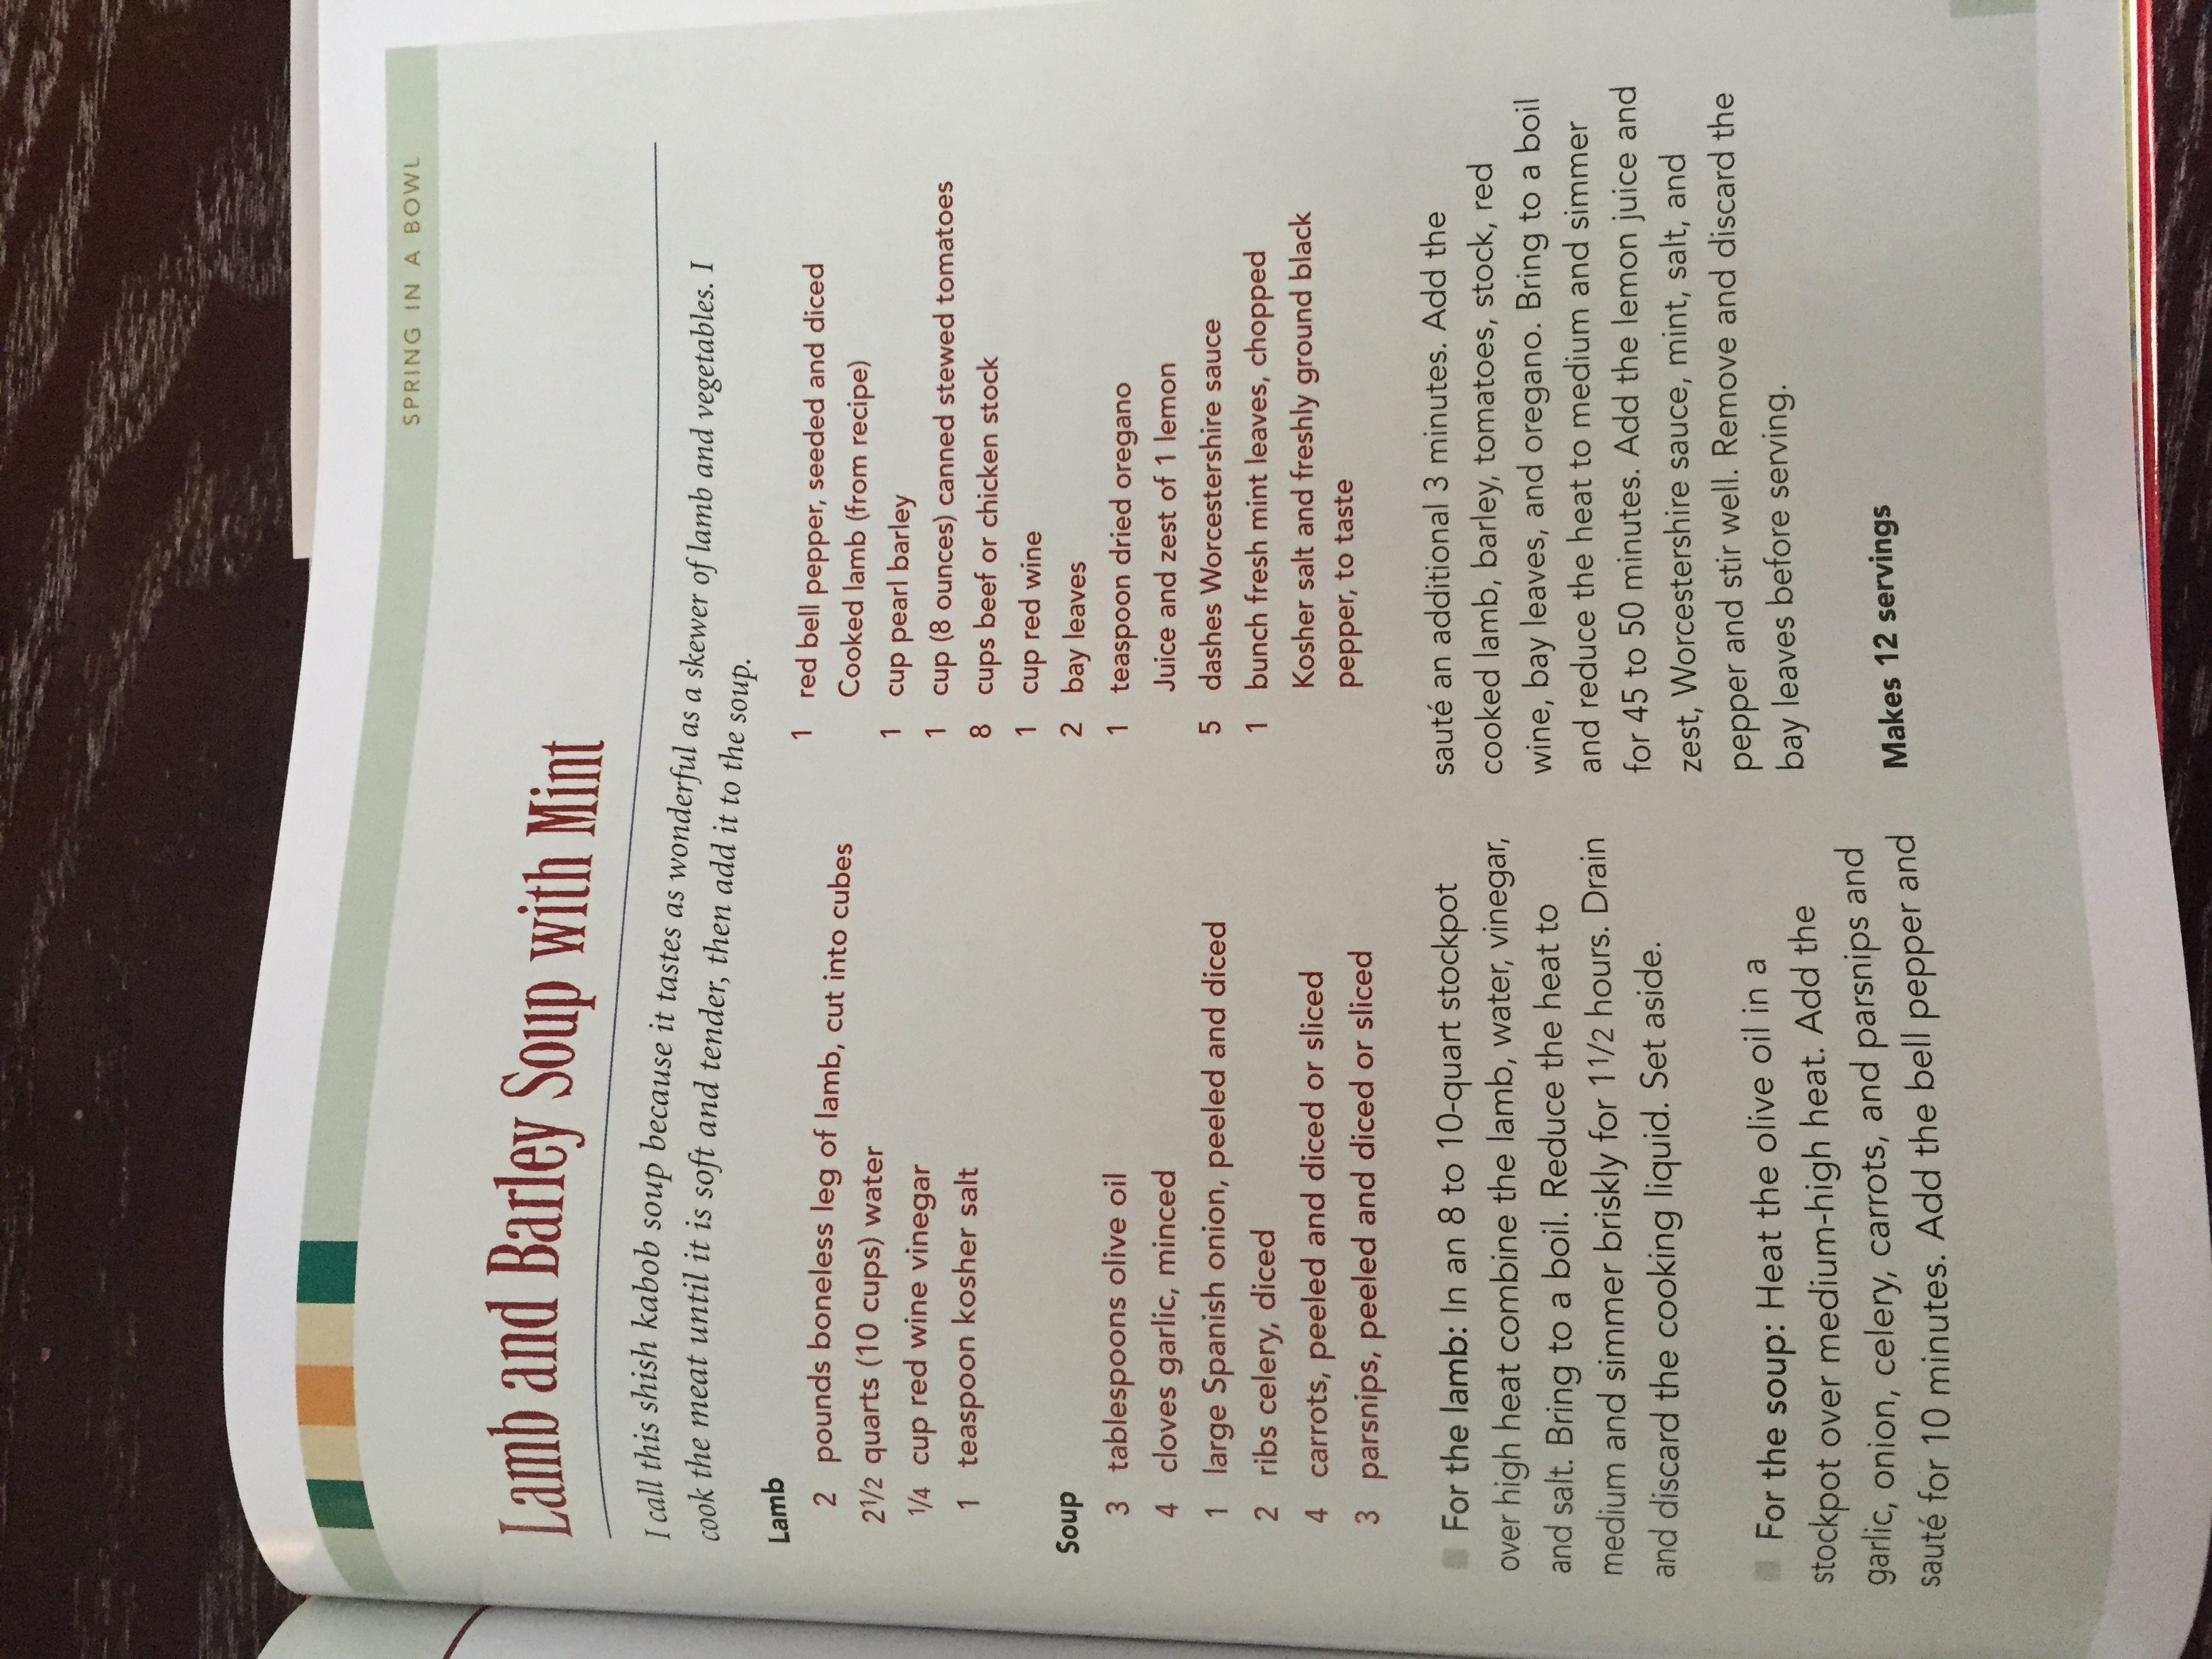 SPRING IN A BOWL
Lamb and Barley Soup with Mint
I call this shish kabob soup because it tastes as wonderful as a skewer of lamb and vegetables. I
cook the meat until it is soft and tender, then add it to the soup.
Lamb
2 pounds boneless leg of lamb, cut into cubes
2 1/2 quarts (10 cups) water
1/4 cup red wine vinegar
1 teaspoon kosher salt
Soup
3 tablespoons olive oil
4 cloves garlic, minced
1 large Spanish onion, peeled and diced
2 ribs celery, diced
4 carrots, peeled and diced or sliced
3 parsnips, peeled and diced or sliced
1 red bell pepper, seeded and diced
Cooked lamb (from recipe)
1 cup pearl barley
1 cup (8 ounces) canned stewed tomatoes
8 cups beef or chicken stock
1 cup red wine
2 bay leaves
1 teaspoon dried oregano
Juice and zest of 1 lemon
5 dashes Worcestershire sauce
1 bunch fresh mint leaves, chopped
Kosher salt and freshly ground black
pepper, to taste
For the lamb: In an 8 to 10-quart stockpot
over high heat combine the lamb, water, vinegar,
and salt. Bring to a boil. Reduce the heat to
medium and simmer briskly for 1 1/2 hours. Drain
and discard the cooking liquid. Set aside.
For the soup: Heat the olive oil in a
stockpot over medium-high heat. Add the
garlic, onion, celery, carrots, and parsnips and
sauté for 10 minutes. Add the bell pepper and
sauté an additional 3 minutes. Add the
cooked lamb, barley, tomatoes, stock, red
wine, bay leaves, and oregano. Bring to a boil
and reduce the heat to medium and simmer
for 45 to 50 minutes. Add the lemon juice and
zest, Worcestershire sauce, mint, salt, and
pepper and stir well. Remove and discard the
bay leaves before serving.
Makes 12 servings